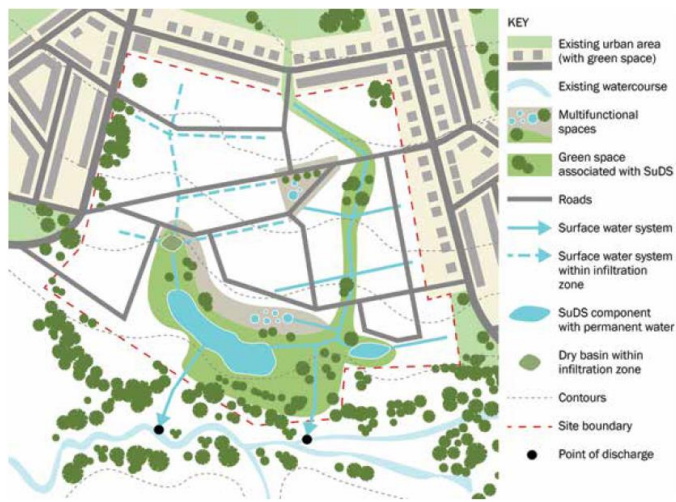 KEY
Existing urban area
(with green space)
Existing watercourse
Multifunctional
spaces
Green space
associated with SuDS
Roads
Surface water system
Surface water system
within infiltration
zone
SuDS component
with permanent water
Dry basin within
infiltration zone
Contours
Site boundary
Point of discharge